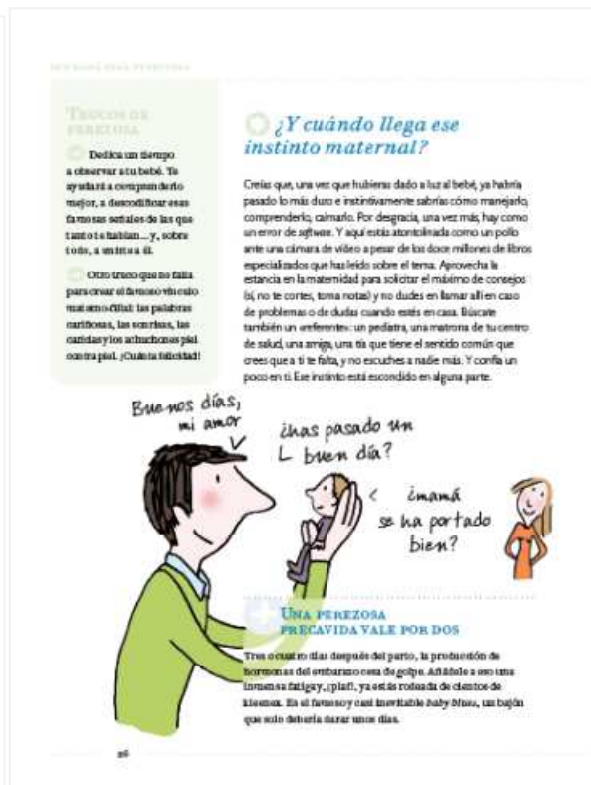 TRUCOS DE
PEREZOSA
Dedica un tiempo
a observar a tu bebé. Te
ayudará a comprenderlo
mejor, a descodificar esas
famosas señales de las que
tanto te hablan... y, sobre
todo, a unirte a él.
Otro truco que no falla
para crear el famoso vínculo
materno-filial: las palabras
cariñosas, las sonrisas, las
caricias y los achuchones piel
contra piel. ¡Cuánta felicidad!
¿Y cuándo llega ese
instinto maternal?
Creías que, una vez que hubieras dado a luz al bebé, ya habría
pasado lo más duro e instintivamente sabrías cómo manejarlo,
comprenderlo, calmarlo. Por desgracia, una vez más, hay como
un error de software. Y aquí estás atontolinada como un pollo
ante una cámara de vídeo a pesar de los doce millones de libros
especializados que has leído sobre el tema. Aprovecha la
estancia en la maternidad para solicitar el máximo de consejos
(sí, no te cortes, toma notas) y no dudes en llamar allí en caso
de problemas o de dudas cuando estés en casa. Búscate
también un «referente»: un pediatra, una matrona de tu centro
de salud, una amiga, una tía que tiene el sentido común que
crees que a ti te falta, y no escuches a nadie más. Y confía un
poco en ti. Ese instinto está escondido en alguna parte.
Buenos días,
mi amor
¿has pasado un
buen día?
¿mamá
se ha portado
bien?
UNA PEREZOSA
PRECAVIDA VALE POR DOS
Tres o cuatro días después del parto, la producción de
hormonas del embarazo cesa de golpe. Añádele a eso una
inmensa fatiga y, ¡plaf!, ya estás rodeada de cientos de
kleenex. Es el famoso y casi inevitable baby blues, un bajón
que solo debería durar unos días.
26